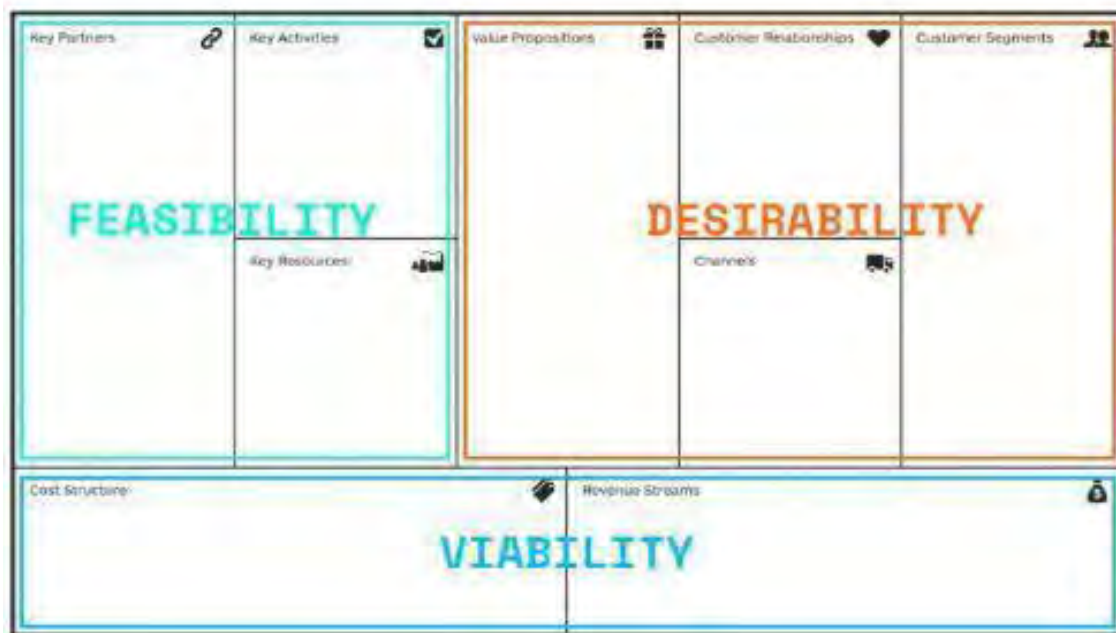 Key Partners
Key Activities
Value Propositions
Customer Relationships
Customer Segments
FEASIBILITY
DESIRABILITY
Key Resources
Channels
Cost Structure
Revenue Streams
VIABILITY